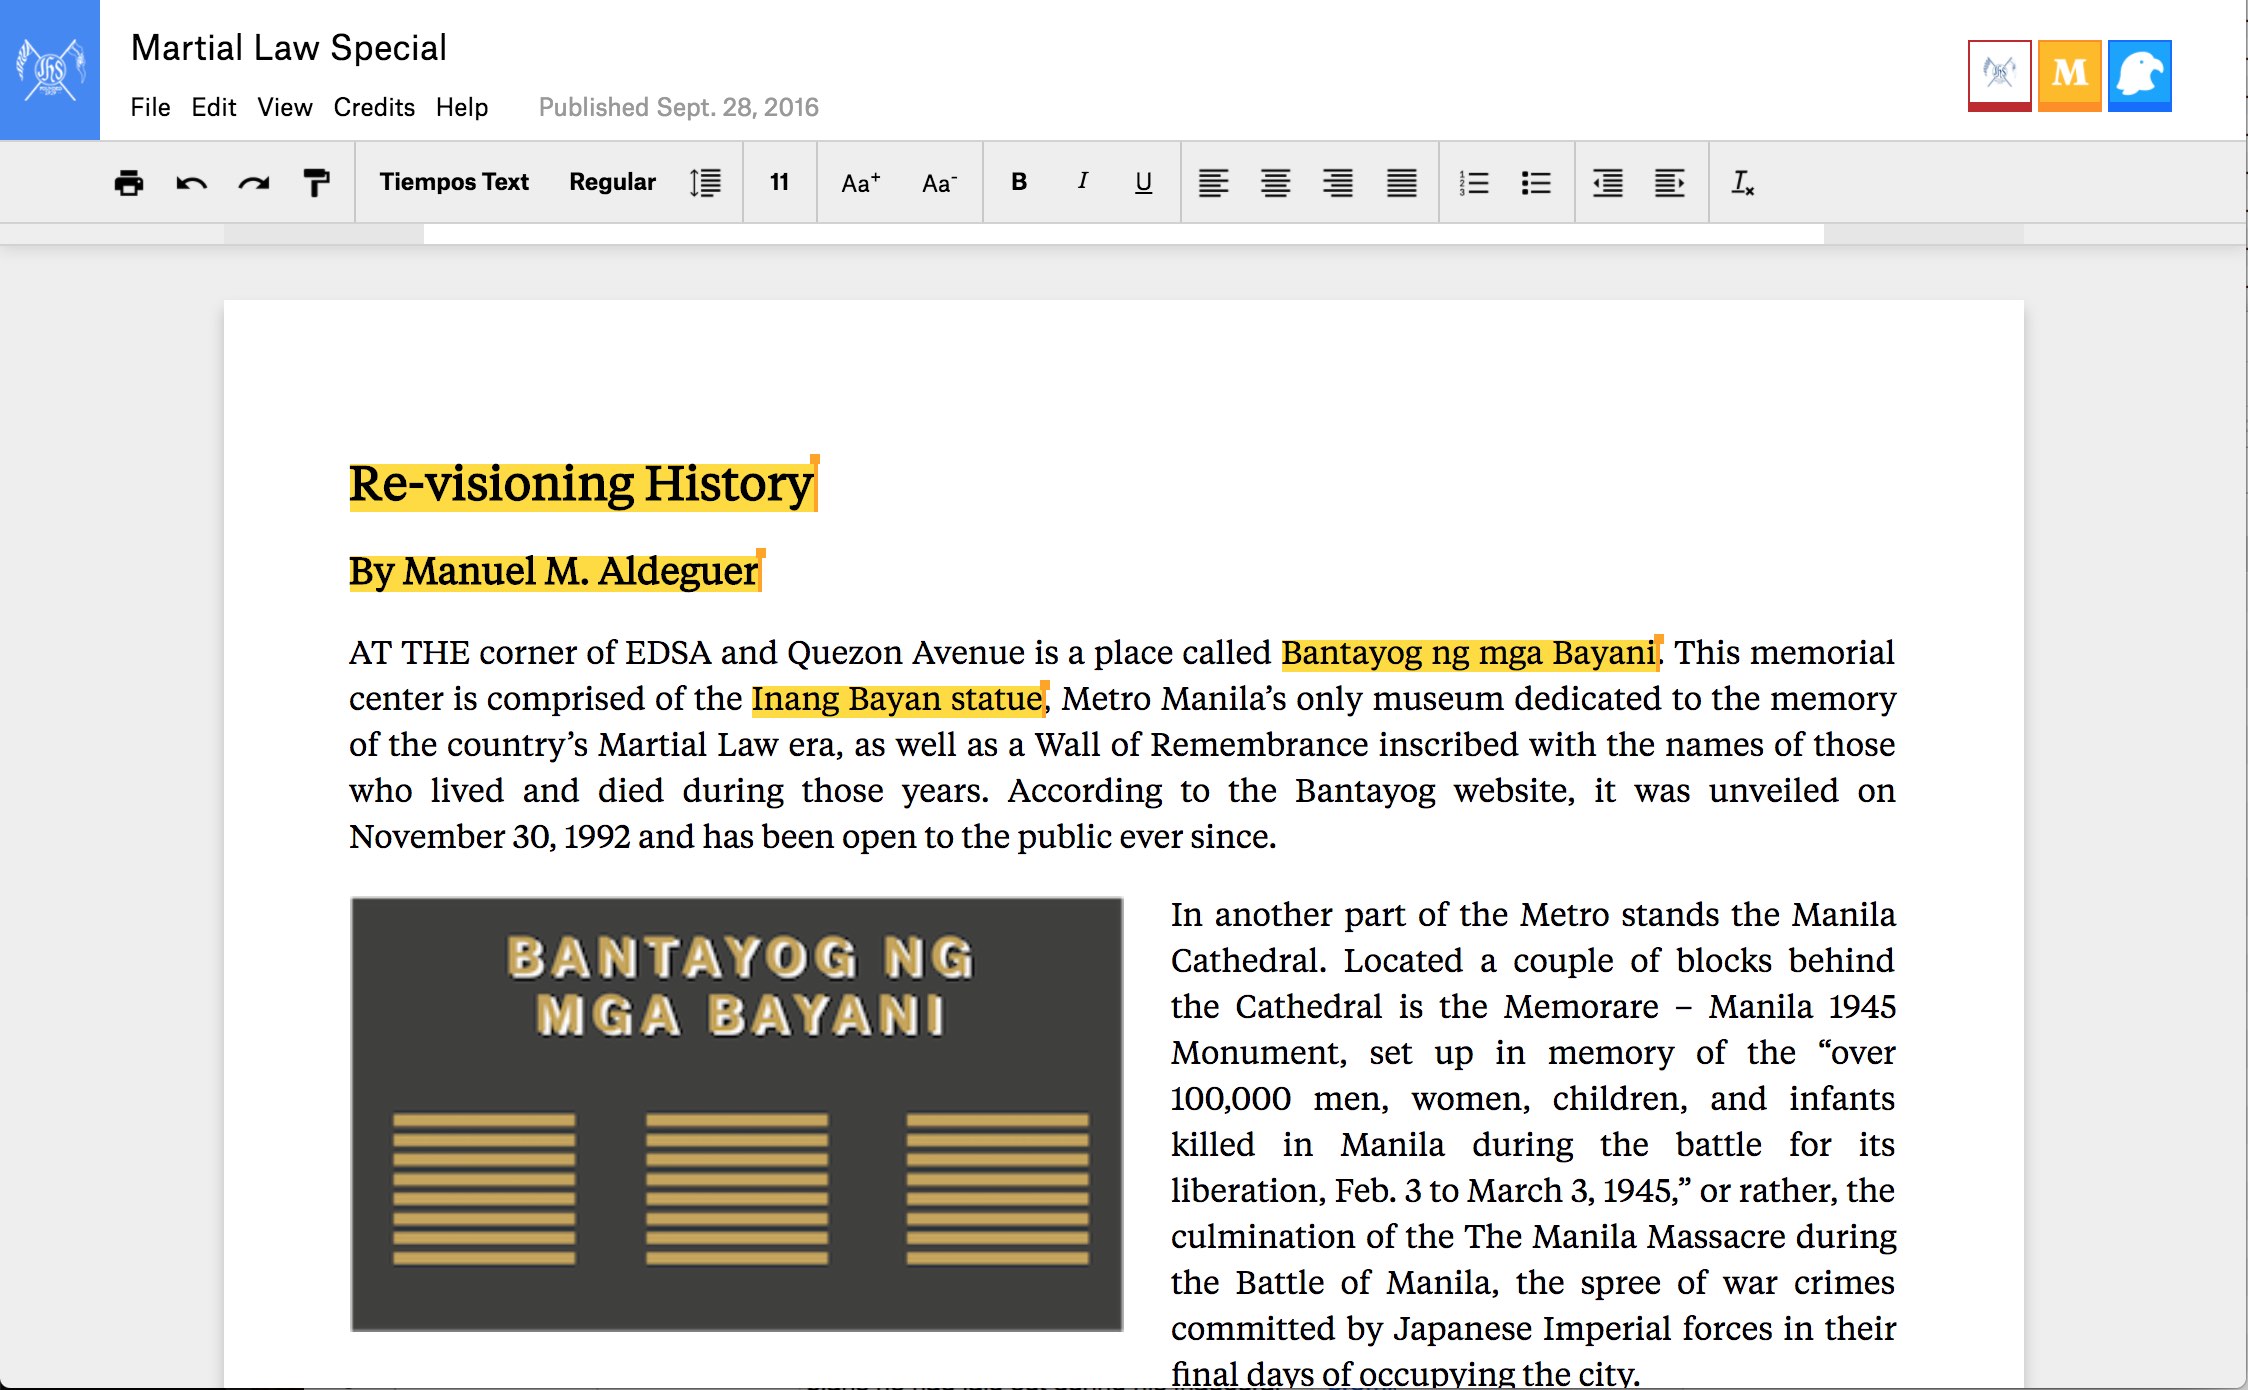 Martial Law Special
File Edit View Credits Help Published Sept. 28, 2016
Tiempos Text Regular 11 Aa+ Aa- B I U
Re-visioning History
By Manuel M. Aldeguer
AT THE corner of EDSA and Quezon Avenue is a place called Bantayog ng mga Bayani. This memorial
center is comprised of the Inang Bayan statue, Metro Manila’s only museum dedicated to the memory
of the country’s Martial Law era, as well as a Wall of Remembrance inscribed with the names of those
who lived and died during those years. According to the Bantayog website, it was unveiled on
November 30, 1992 and has been open to the public ever since.
BANTAYOG NG
MGA BAYANI
In another part of the Metro stands the Manila
Cathedral. Located a couple of blocks behind
the Cathedral is the Memorare – Manila 1945
Monument, set up in memory of the “over
100,000 men, women, children, and infants
killed in Manila during the battle for its
liberation, Feb. 3 to March 3, 1945,” or rather, the
culmination of the The Manila Massacre during
the Battle of Manila, the spree of war crimes
committed by Japanese Imperial forces in their
final days of occupying the city.